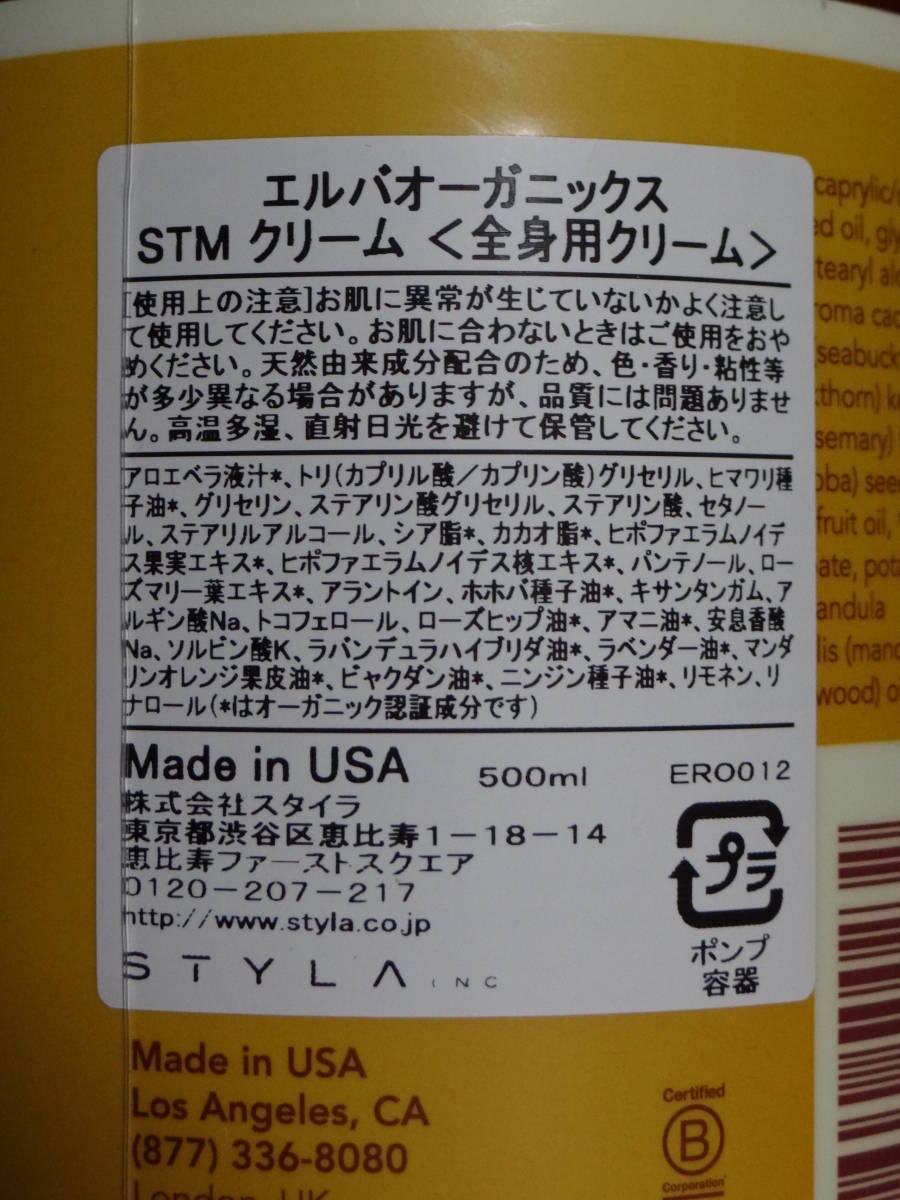 エルバオーガニックス
STM クリーム <全身用クリーム>
[使用上の注意]お肌に異常が生じていないかよく注意し
て使用してください。お肌に合わないときはご使用をおや
めください。天然由来成分配合のため、色・香り・粘性等
が多少異なる場合がありますが、品質には問題ありませ
ん。高温多湿、直射日光を避けて保管してください。
アロエベラ液汁*、トリ(カプリル酸／カプリン酸)グリセリル、ヒマワリ種
子油*、グリセリン、ステアリン酸グリセリル、ステアリン酸、セタノー
ル、ステアリルアルコール、シア脂*、カカオ脂*、ヒポファエラムノイデ
ス果実エキス*、ヒポファエラムノイデス核エキス*、パンテノール、ロー
ズマリー葉エキス*、アラントイン、ホホバ種子油*、キサンタンガム、ア
ルギン酸Na、トコフェロール、ローズヒップ油*、アマニ油*、安息香酸
Na、ソルビン酸K、ラバンデュラハイブリダ油*、ラベンダー油*、マンダ
リンオレンジ果皮油*、ビャクダン油*、ニンジン種子油*、リモネン、リ
ナロール(*はオーガニック認証成分です)
Made in USA 500ml ERO012
株式会社スタイラ
東京都渋谷区恵比寿1－18－14
恵比寿ファーストスクエア
0120－207－217
http://www.styla.co.jp
STYLA INC
プラ
ポンプ
容器
caprylic/
ed oil, gly
tearyl alc
roma cac
seabuck
thorn) k
semary)
oba) see
fruit oil,
ate, pota
andula
lis (mand
wood) o
Made in USA
Los Angeles, CA
(877) 336-8080
London, UK
Certified
B
Corporation